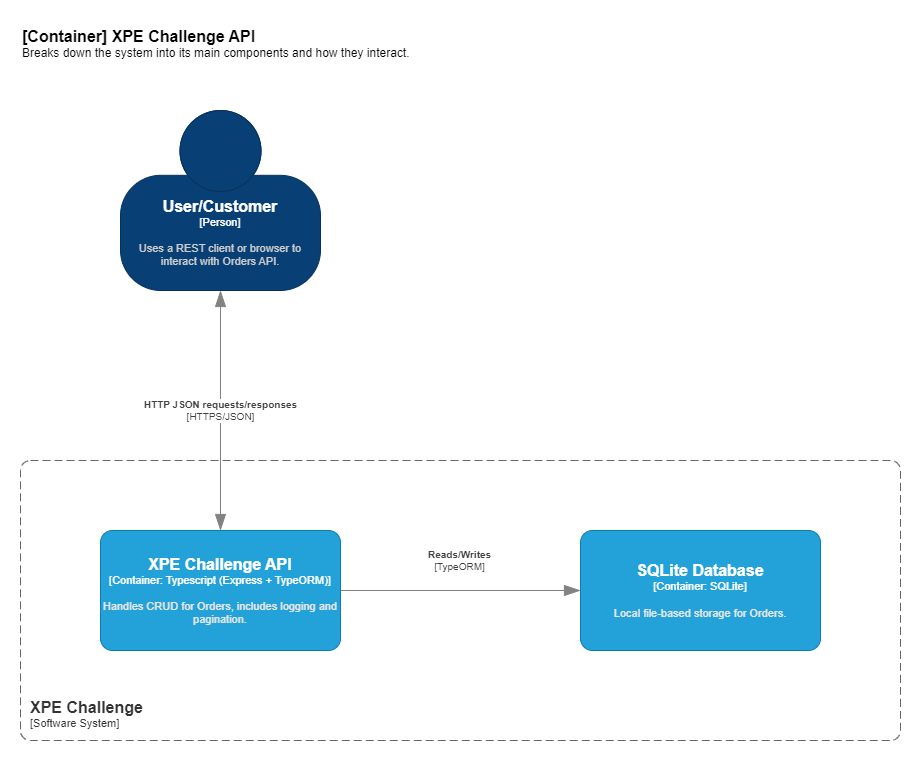 [Container] XPE Challenge API
Breaks down the system into its main components and how they interact.
User/Customer
[Person]
Uses a REST client or browser to
interact with Orders API.
HTTP JSON requests/responses
[HTTPS/JSON]
XPE Challenge API
[Container: Typescript (Express + TypeORM)]
Handles CRUD for Orders, includes logging and
pagination.
Reads/Writes
[TypeORM]
SQLite Database
[Container: SQLite]
Local file-based storage for Orders.
XPE Challenge
[Software System]